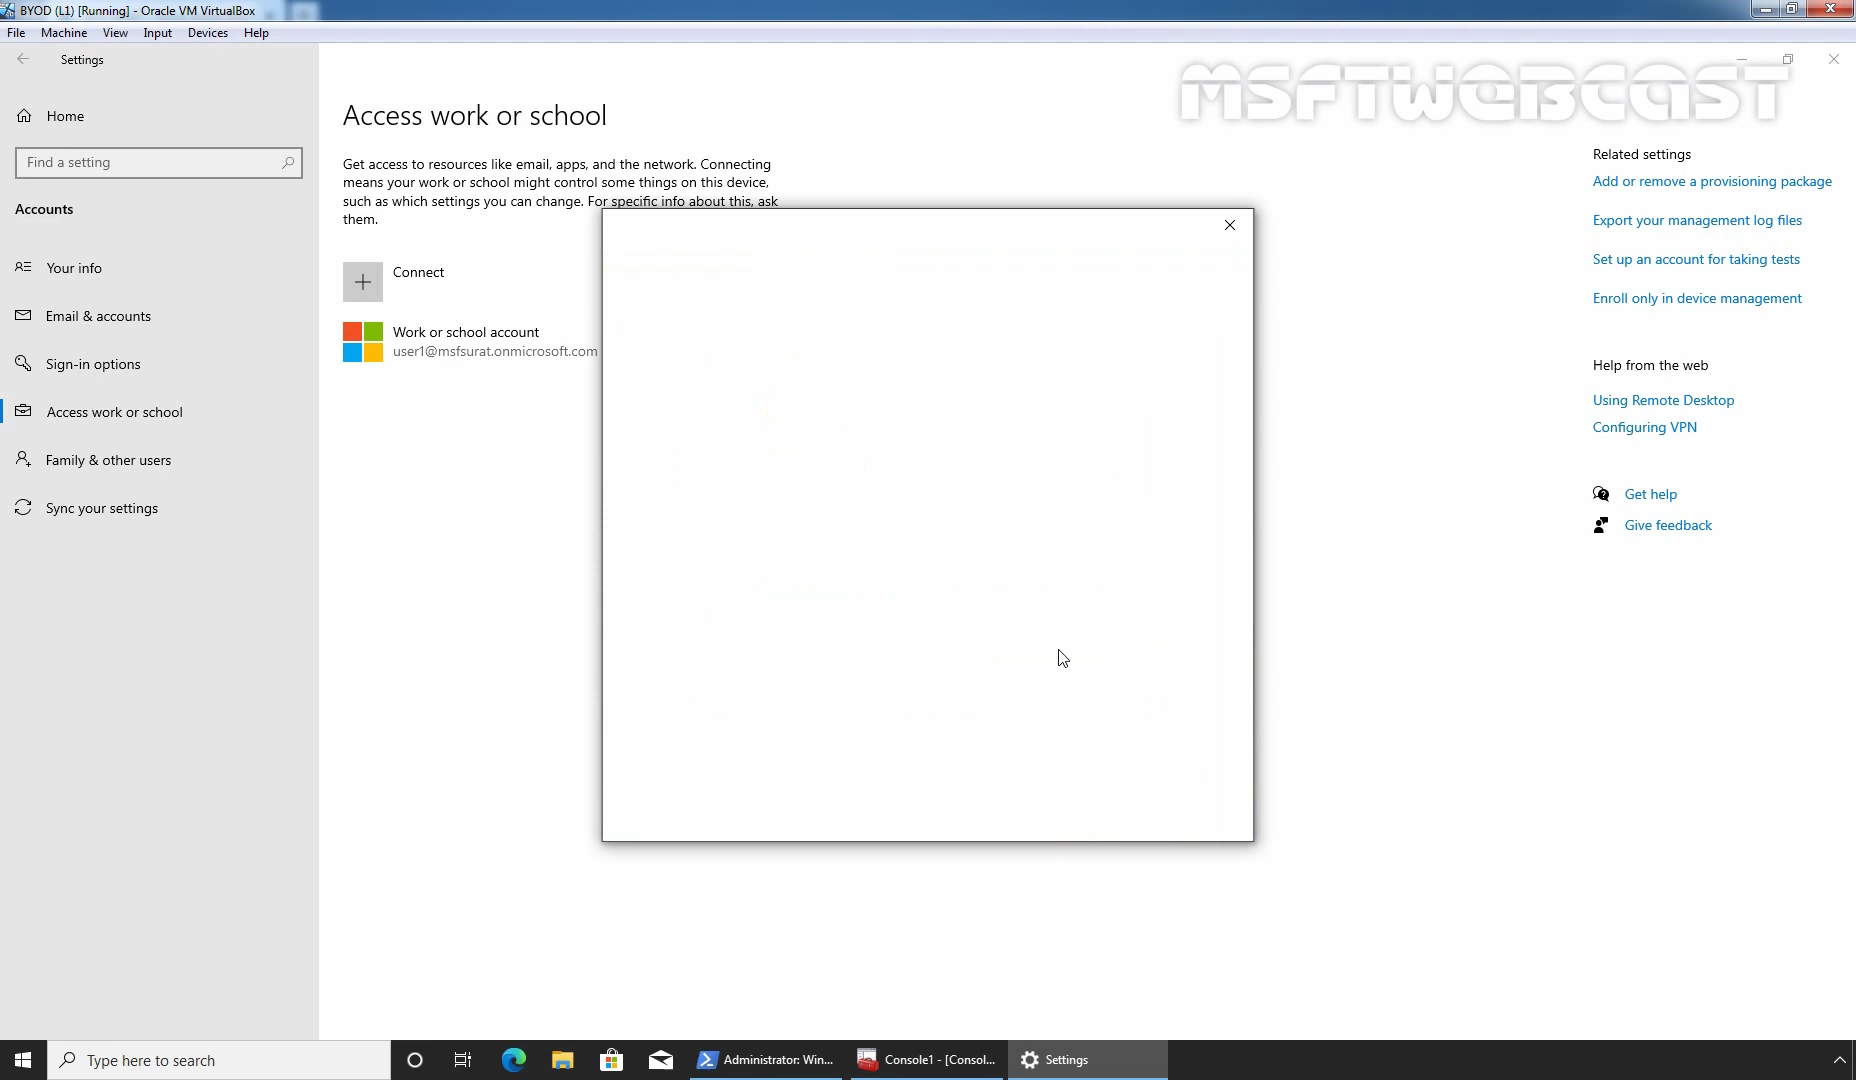 BYOD (L1) [Running] - Oracle VM VirtualBox
File Machine View Input Devices Help
Settings
MSFTWEBCAST
Home
Find a setting
Accounts
Your info
Email & accounts
Sign-in options
Access work or school
Family & other users
Sync your settings
Access work or school
Get access to resources like email, apps, and the network. Connecting
means your work or school might control some things on this device,
such as which settings you can change. For specific info about this, ask
them.
Connect
Work or school account
user1@msfsurat.onmicrosoft.com
Related settings
Add or remove a provisioning package
Export your management log files
Set up an account for taking tests
Enroll only in device management
Help from the web
Using Remote Desktop
Configuring VPN
Get help
Give feedback
Type here to search
Administrator: Win...
Console1 - [Consol...
Settings